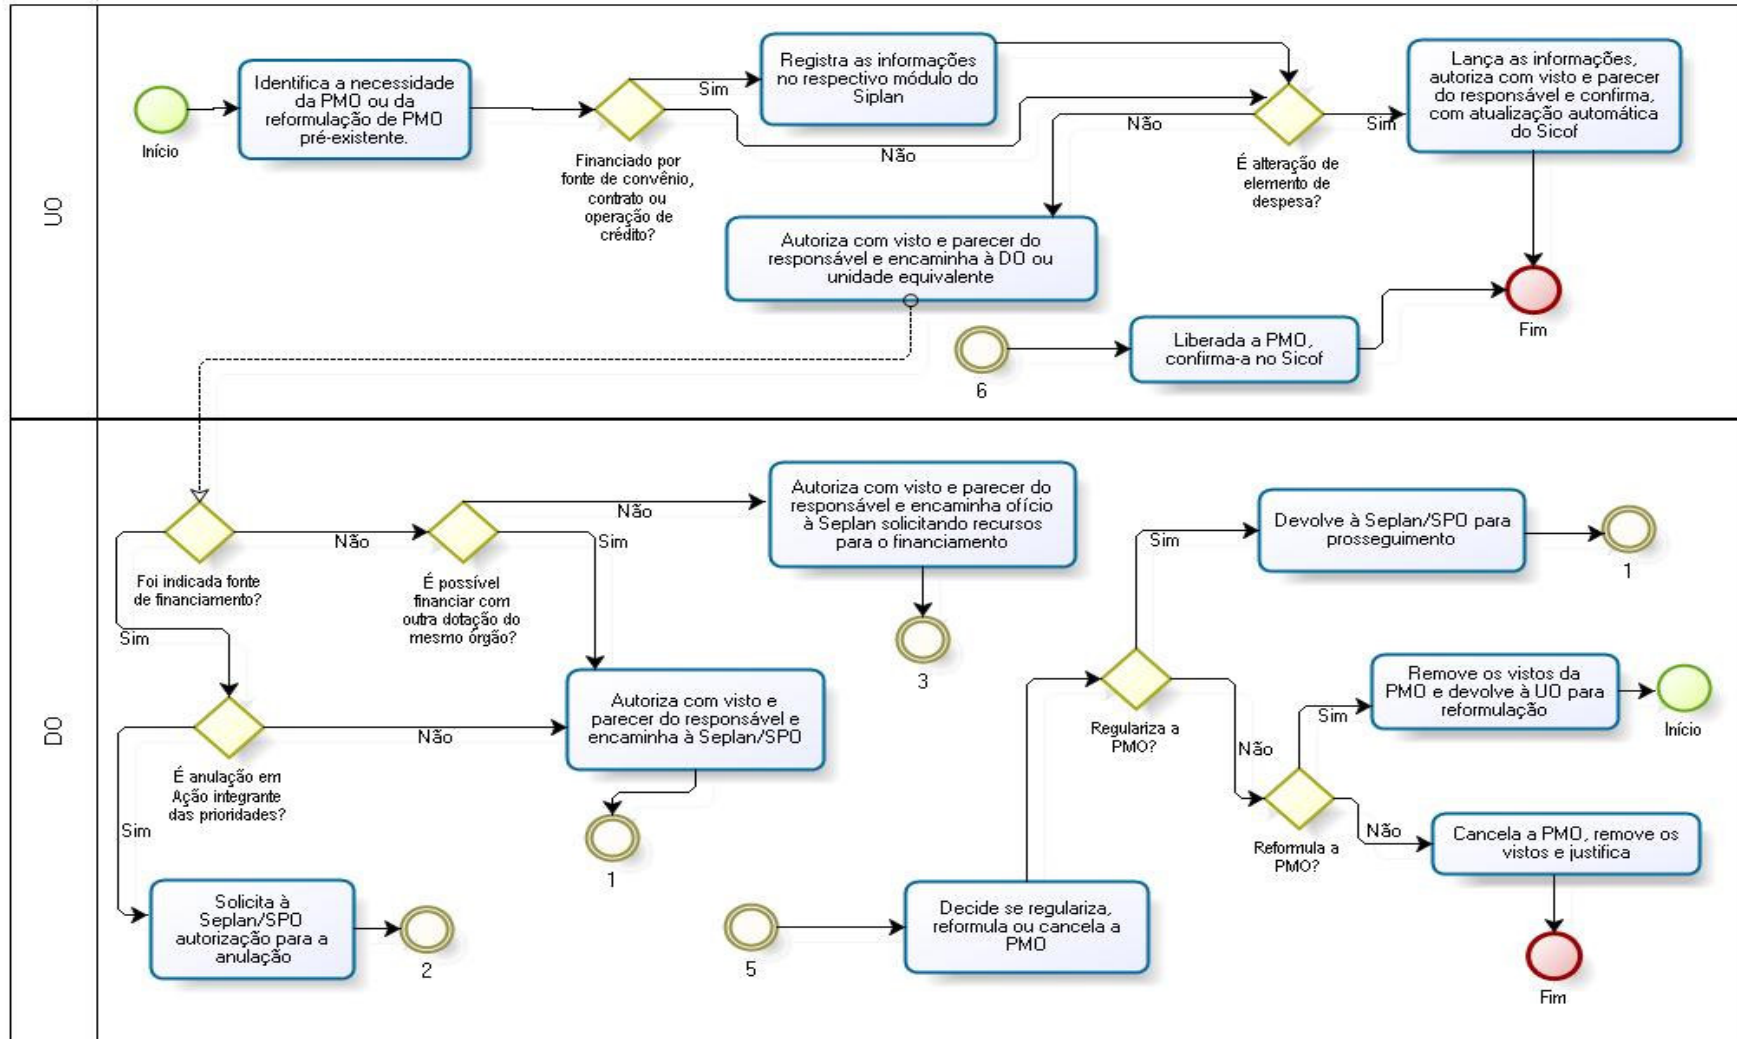 UO
Início
Identifica a necessidade
da PMO ou da
reformulação de PMO
pré-existente.
Financiado por
fonte de convênio,
contrato ou
operação de
crédito?
Sim
Não
Registra as informações
no respectivo módulo do
Siplan
É alteração de
elemento de
despesa?
Não
Sim
Lança as informações,
autoriza com visto e parecer
do responsável e confirma,
com atualização automática
do Sicof
Autoriza com visto e parecer do
responsável e encaminha à DO ou
unidade equivalente
6
Liberada a PMO,
confirma-a no Sicof
Fim
DO
Foi indicada fonte
de financiamento?
Não
Sim
É possível
financiar com
outra dotação do
mesmo órgão?
Não
Sim
Autoriza com visto e parecer do
responsável e encaminha ofício
à Seplan solicitando recursos
para o financiamento
3
É anulação em
Ação integrante
das prioridades?
Não
Sim
Autoriza com visto e
parecer do responsável e
encaminha à Seplan/SPO
1
Solicita à
Seplan/SPO
autorização para a
anulação
2
5
Decide se regulariza,
reformula ou cancela a
PMO
Regulariza a
PMO?
Sim
Não
Devolve à Seplan/SPO para
prosseguimento
1
Reformula a
PMO?
Sim
Não
Remove os vistos da
PMO e devolve à UO para
reformulação
Início
Cancela a PMO, remove os
vistos e justifica
Fim